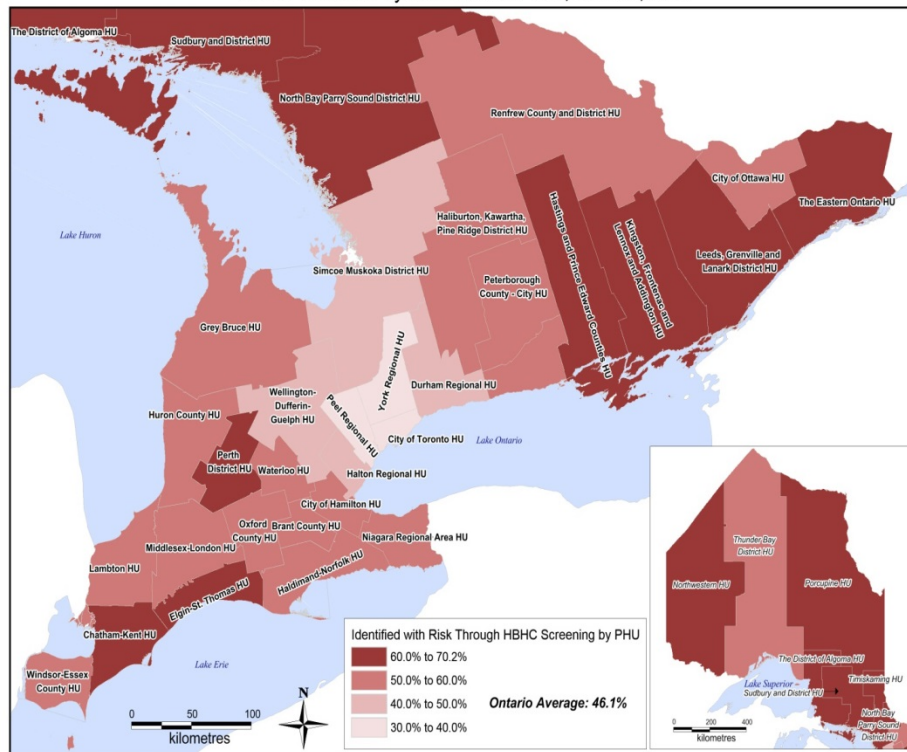 The District of Algoma HU
Sudbury and District HU
North Bay Parry Sound District HU
Renfrew County and District HU
City of Ottawa HU
The Eastern Ontario HU
Hastings and Prince Edward Counties HU
Kingston, Frontenac and
Lennox and Addington HU
Leeds, Grenville and
Lanark District HU
Haliburton, Kawartha,
Pine Ridge District HU
Peterborough
County - City HU
Lake Huron
Simcoe Muskoka District HU
Grey Bruce HU
York Regional HU
Durham Regional HU
Wellington-
Dufferin-
Guelph HU
Peel Regional HU
Huron County HU
City of Toronto HU
Lake Ontario
Perth
District HU
Waterloo HU
Halton Regional HU
City of Hamilton HU
Oxford
County HU
Brant County HU
Niagara Regional Area HU
Middlesex-London HU
Haldimand-Norfolk HU
Lambton HU
Elgin-St. Thomas HU
Chatham-Kent HU
Windsor-Essex
County HU
Lake Erie
0 50 100
kilometres
N
Identified with Risk Through HBHC Screening by PHU
60.0% to 70.2%
50.0% to 60.0%
40.0% to 50.0%
30.0% to 40.0%
Ontario Average: 46.1%
Thunder Bay
District HU
Northwestern HU
Porcupine HU
The District of Algoma HU
Timiskaming HU
Lake Superior –
Sudbury and District HU
North Bay
Parry Sound
District HU
0 200 400
kilometres